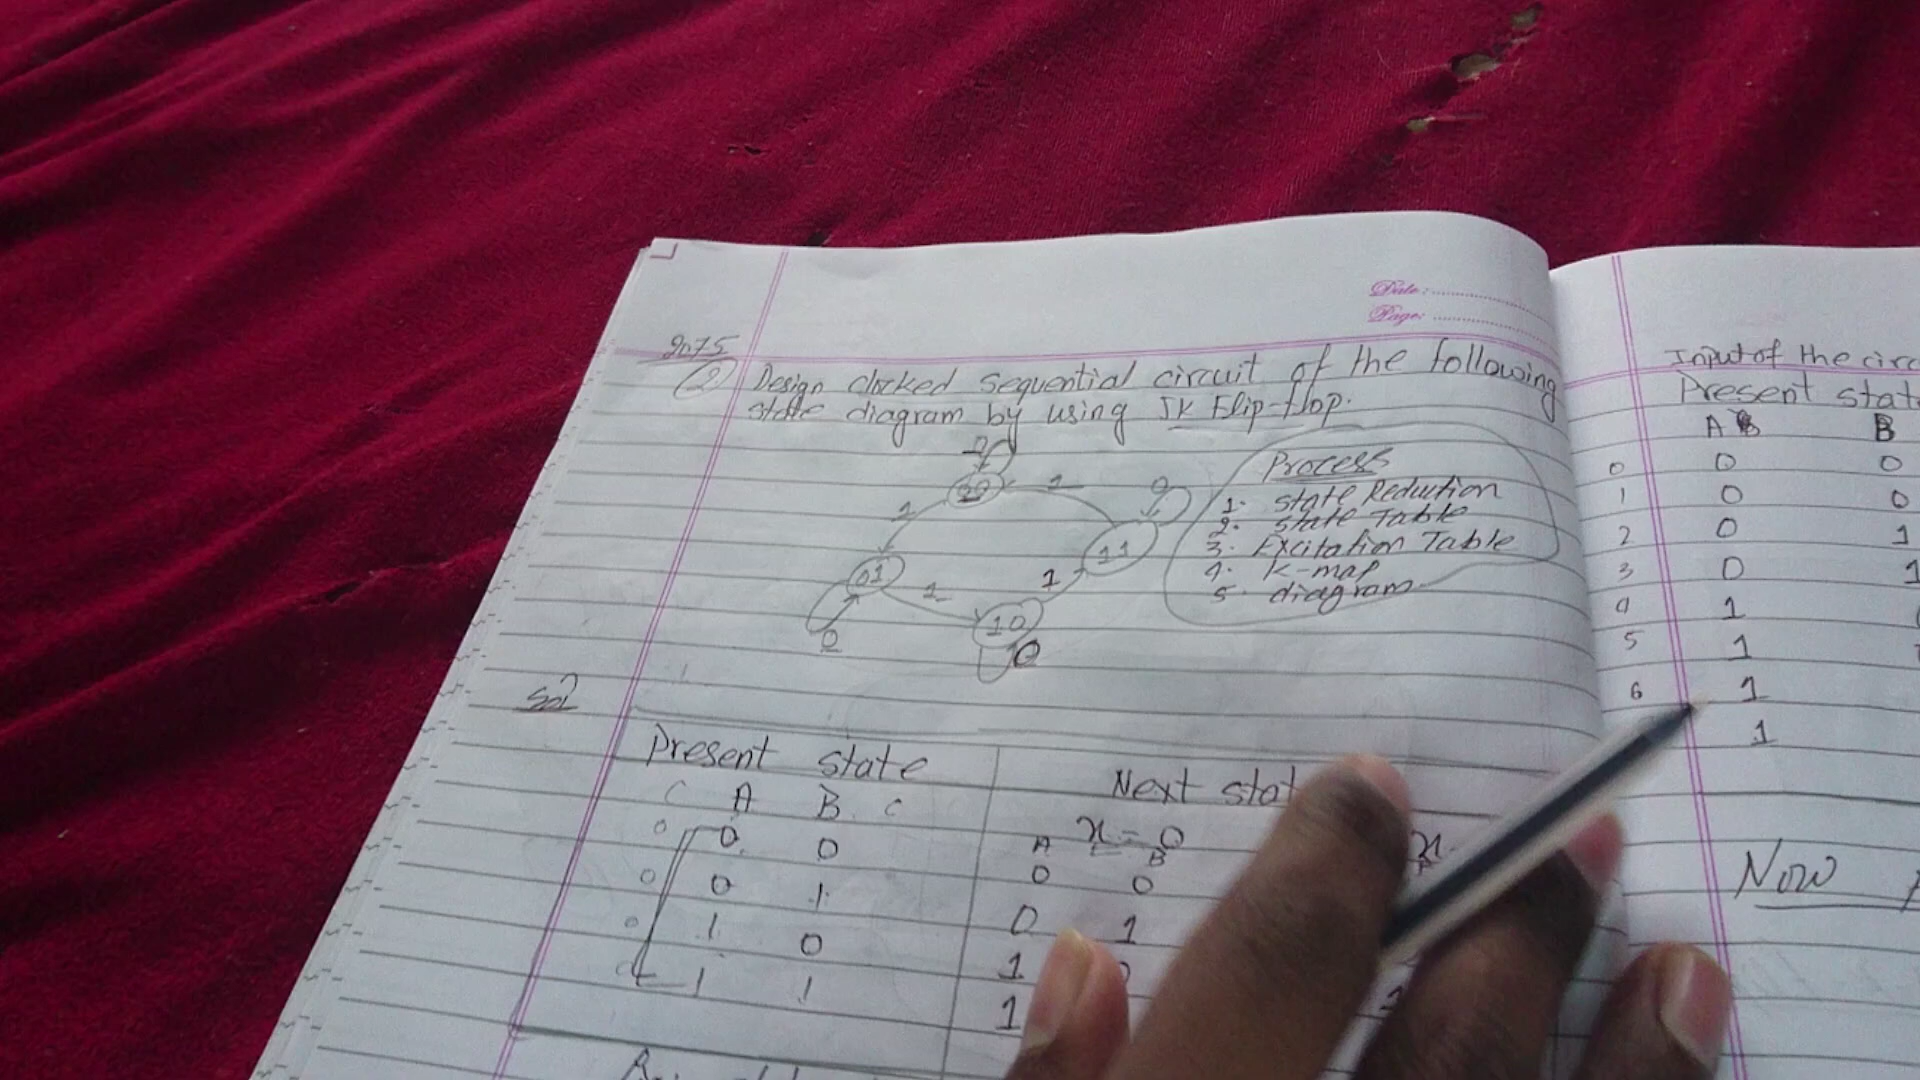 Date:
Page:
2075
2 Design clocked sequential circuit of the following
state diagram by using JK Flip-flop.
0
00
1
1
0
11
01
1
1
10
0
0
Process
1. state Reduction
2. state Table
3. Excitation Table
4. K-map
5. diagram
Present state
Next stat
C A B C
x = 0
x
A B
0 0 0 0 0
0 0 1 0 1
0 1 0 1
0 1 1 1
Input of the circ
Present stat
A B
0 0 0
1 0 0
2 0 1
3 0 1
4 1
5 1
6 1
1
Now